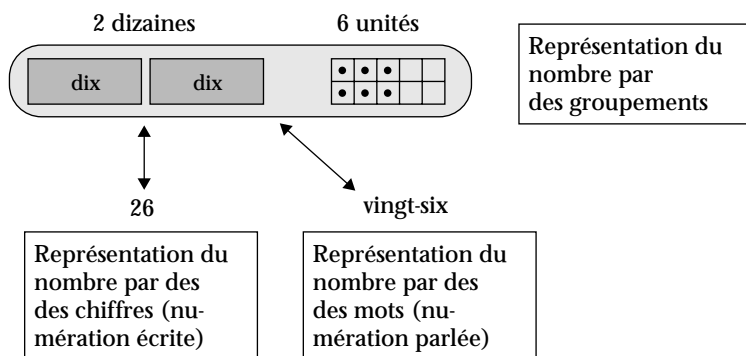 2 dizaines 6 unités
dix dix
Représentation du
nombre par
des groupements
26
vingt-six
Représentation du
nombre par des
des chiffres (nu-
mération écrite)
Représentation du
nombre par des
des mots (nu-
mération parlée)